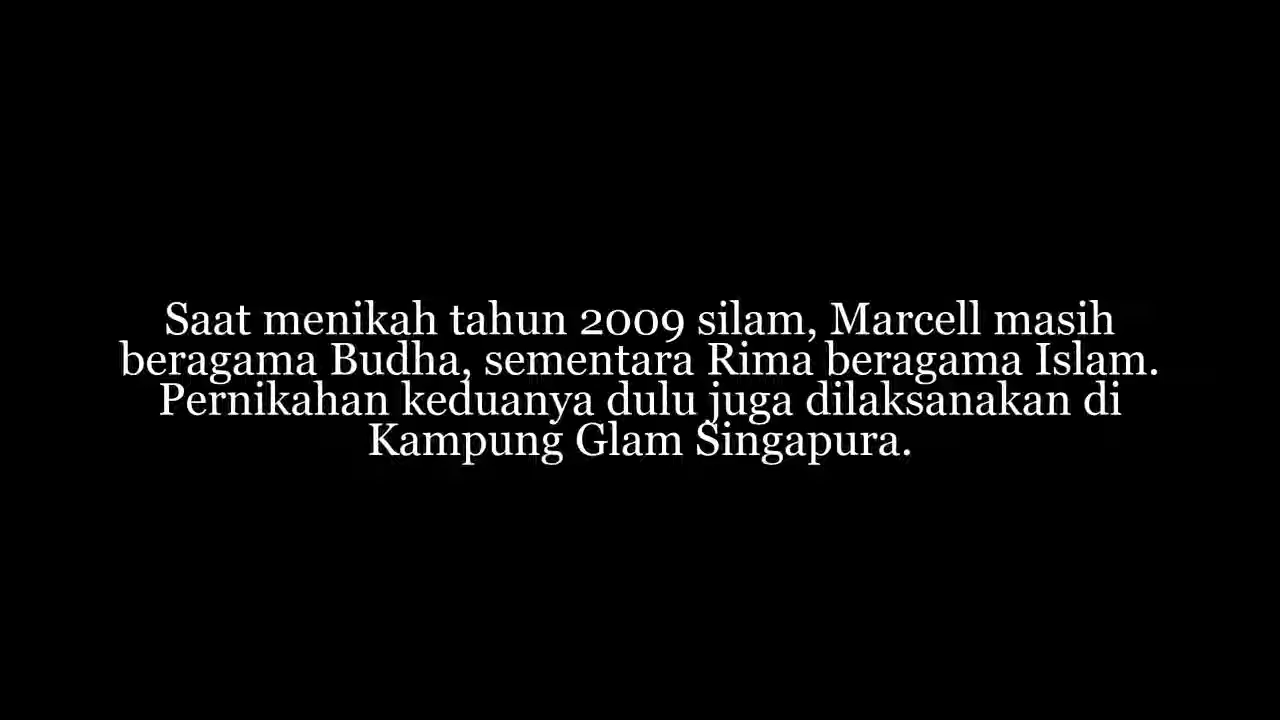 Saat menikah tahun 2009 silam, Marcell masih
beragama Budha, sementara Rima beragama Islam.
Pernikahan keduanya dulu juga dilaksanakan di
Kampung Glam Singapura.